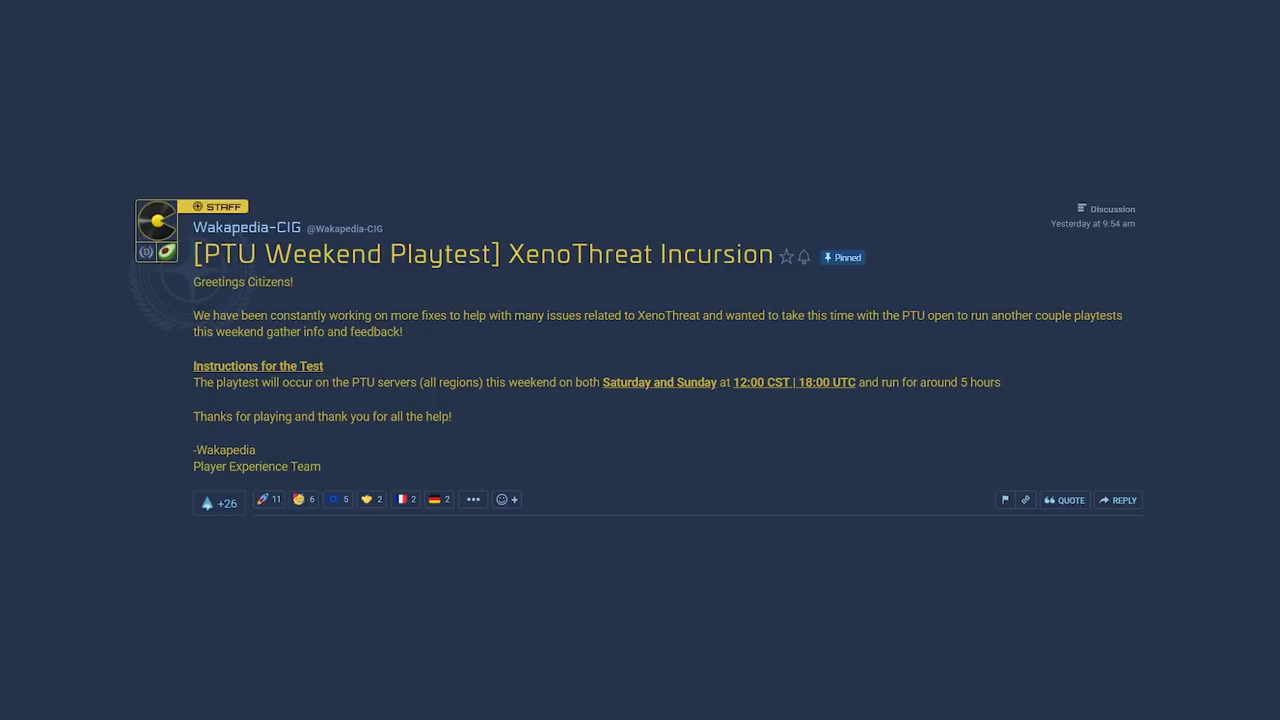 STAFF
Discussion
Wakapedia-CIG @Wakapedia-CIG
Yesterday at 9:54 am
[PTU Weekend Playtest] XenoThreat Incursion Pinned
Greetings Citizens!
We have been constantly working on more fixes to help with many issues related to XenoThreat and wanted to take this time with the PTU open to run another couple playtests
this weekend gather info and feedback!
Instructions for the Test
The playtest will occur on the PTU servers (all regions) this weekend on both Saturday and Sunday at 12:00 CST | 18:00 UTC and run for around 5 hours
Thanks for playing and thank you for all the help!
-Wakapedia
Player Experience Team
+26 11 6 5 2 2 2 ••• + QUOTE REPLY